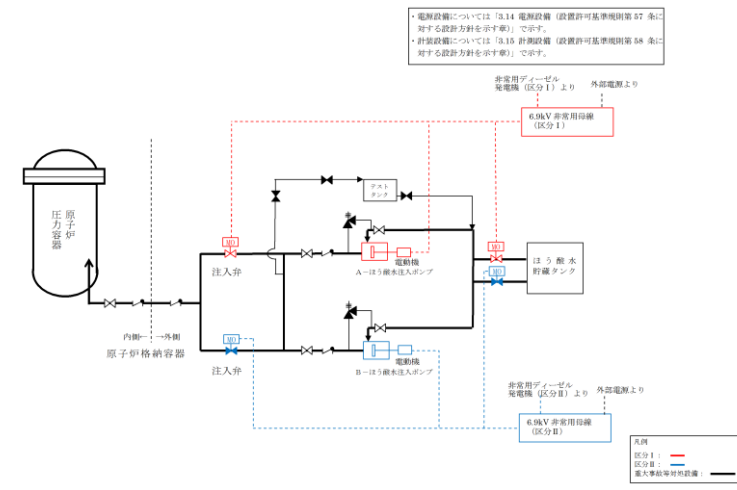 ・電源設備については「3.14 電源設備（設置許可基準規則第 57 条に
対する設計方針を示す章）」で示す。
・計装設備については「3.15 計測設備（設置許可基準規則第 58 条に
対する設計方針を示す章）」で示す。
非常用ディーゼル
発電機（区分Ⅰ）より
外部電源より
6.9kV 非常用母線
（区分Ⅰ）
テスト
タンク
原子炉
圧力容器
MO
MO
注入弁
電動機
A－ほう酸水注入ポンプ
ほう酸水
貯蔵タンク
MO
内側←
→外側
原子炉格納容器
MO
注入弁
電動機
B－ほう酸水注入ポンプ
非常用ディーゼル
発電機（区分Ⅱ）より
外部電源より
6.9kV 非常用母線
（区分Ⅱ）
凡例
区分Ⅰ：
区分Ⅱ：
重大事故等対処設備：